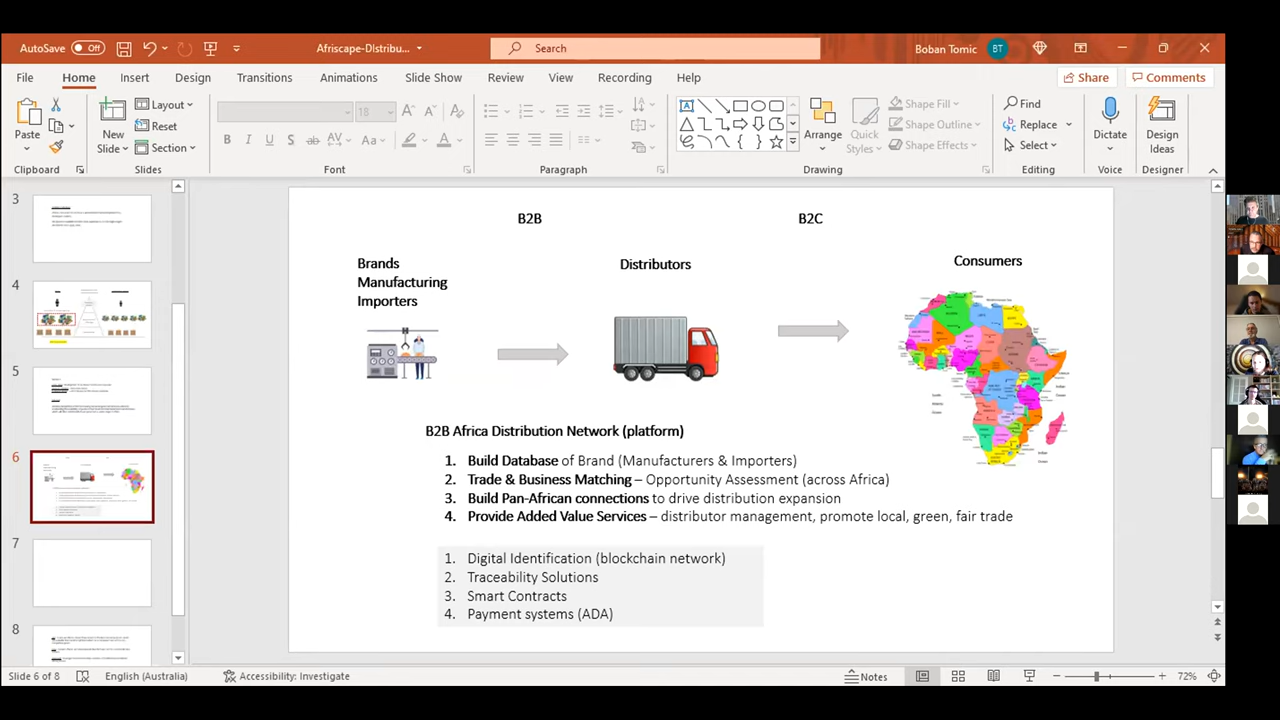 AutoSave Off
Afriscape-Distribu...
Search
Boban Tomic BT
File Home Insert Design Transitions Animations Slide Show Review View Recording Help Share Comments
Paste
New
Slide
Layout
Reset
Section
18
B I U S ab AV Aa A
Arrange
Quick
Styles
Shape Fill
Shape Outline
Shape Effects
Find
Replace
Select
Dictate
Design
Ideas
Clipboard Slides Font Paragraph Drawing Editing Voice Designer
3
4
5
6
7
8
B2B
B2C
Brands
Manufacturing
Importers
Distributors
Consumers
B2B Africa Distribution Network (platform)
1. Build Database of Brand (Manufacturers & Importers)
2. Trade & Business Matching – Opportunity Assessment (across Africa)
3. Build Pan-African connections to drive distribution expansion
4. Provide Added Value Services – distributor management, promote local, green, fair trade
1. Digital Identification (blockchain network)
2. Traceability Solutions
3. Smart Contracts
4. Payment systems (ADA)
Slide 6 of 8 English (Australia) Accessibility: Investigate Notes 72%